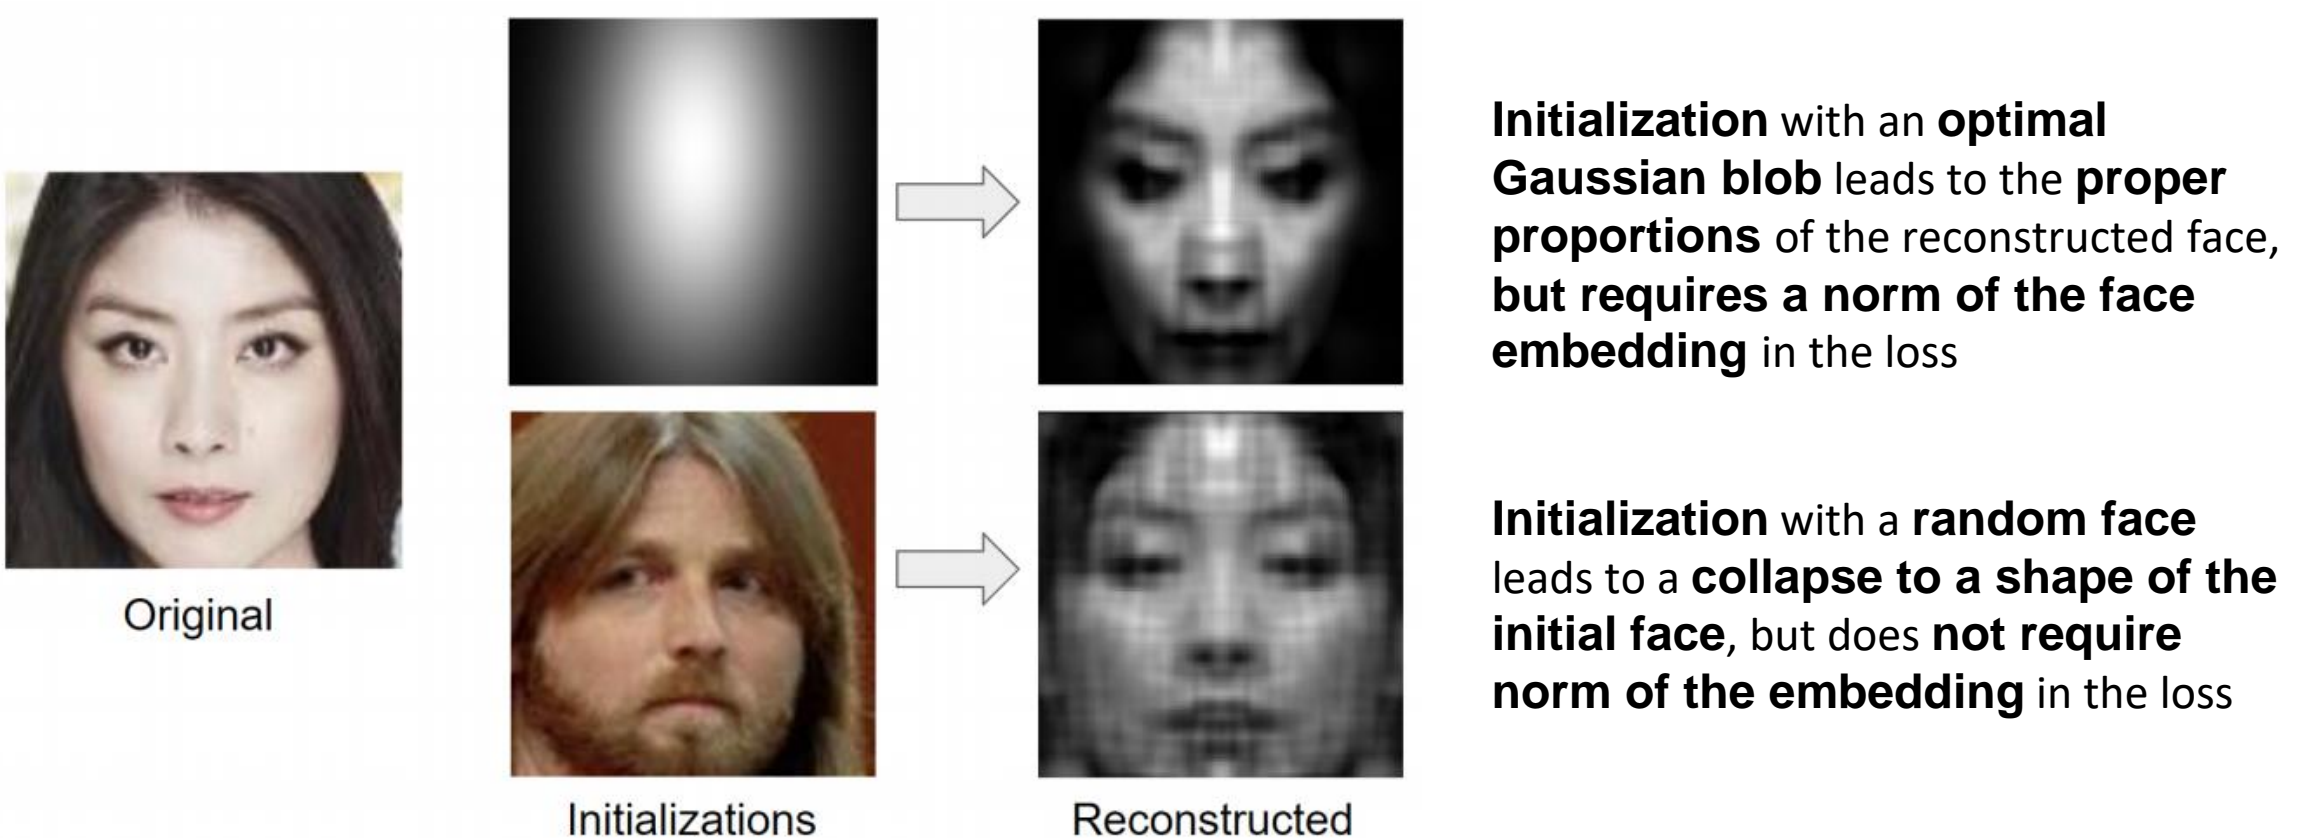 Original
Initializations
Reconstructed
Initialization with an optimal
Gaussian blob leads to the proper
proportions of the reconstructed face,
but requires a norm of the face
embedding in the loss
Initialization with a random face
leads to a collapse to a shape of the
initial face, but does not require
norm of the embedding in the loss